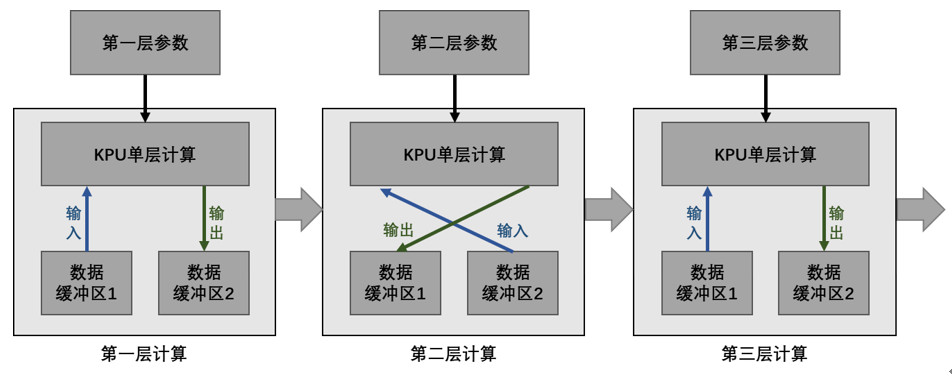 第一层参数
第二层参数
第三层参数
KPU单层计算
KPU单层计算
KPU单层计算
输
入
输
出
输出
输入
输
入
输
出
数据
缓冲区1
数据
缓冲区2
数据
缓冲区1
数据
缓冲区2
数据
缓冲区1
数据
缓冲区2
第一层计算
第二层计算
第三层计算